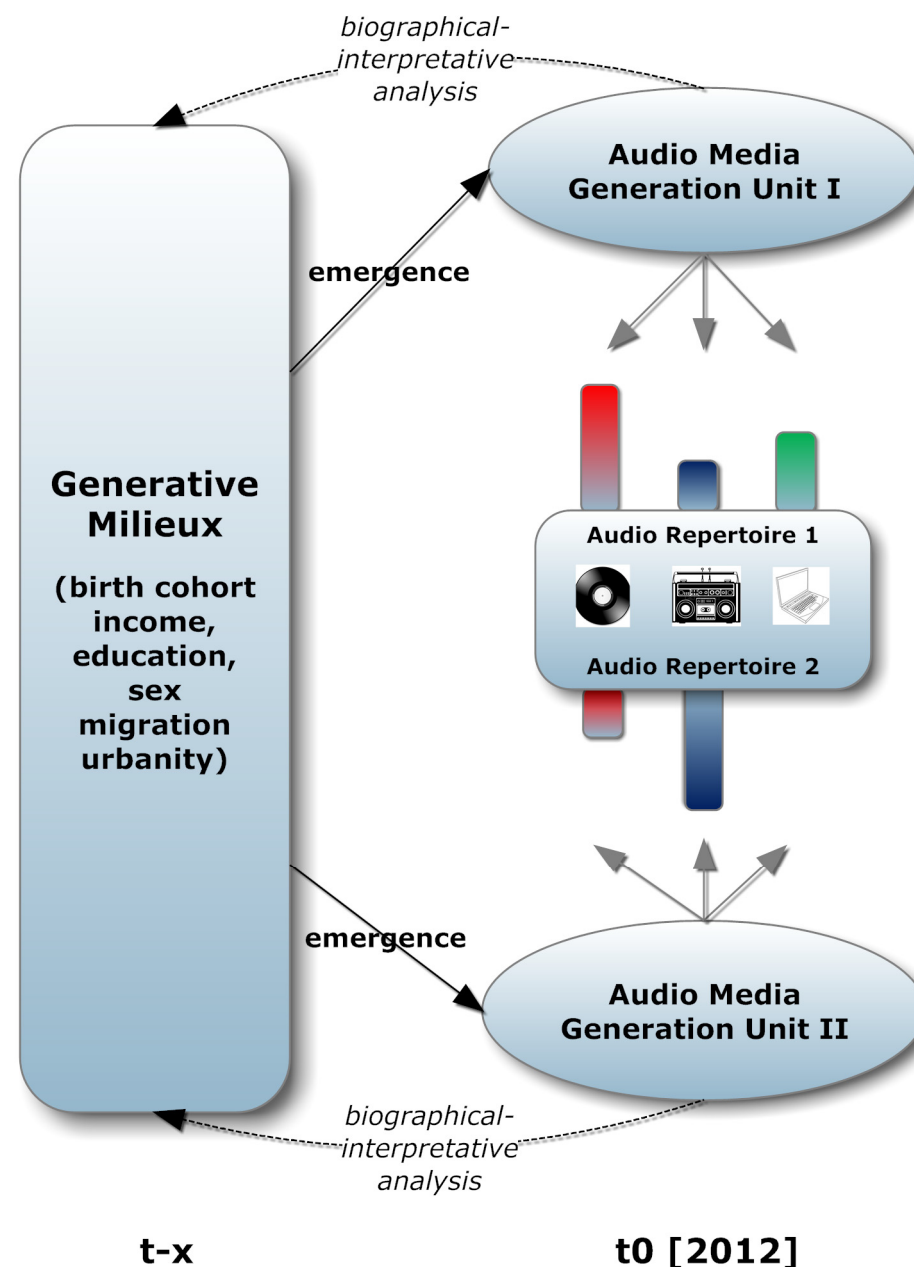 biographical-
interpretative
analysis
Audio Media
Generation Unit I
emergence
Generative
Milieux
(birth cohort
income,
education,
sex
migration
urbanity)
Audio Repertoire 1
Audio Repertoire 2
emergence
Audio Media
Generation Unit II
biographical-
interpretative
analysis
t-x
t0 [2012]